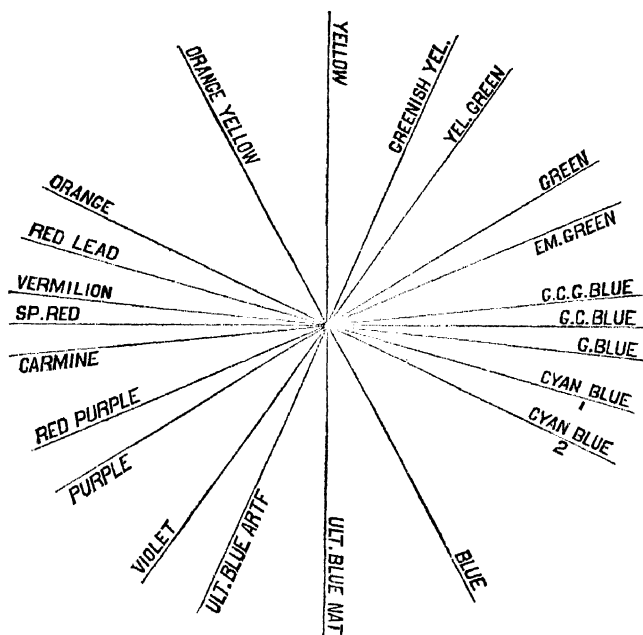 YELLOW
GREENISH YEL.
YEL. GREEN
GREEN
EM. GREEN
G.C.G. BLUE
G.C. BLUE
G. BLUE
CYAN BLUE
1
CYAN BLUE
2
BLUE
ULT. BLUE NAT
ULT. BLUE ARTF
VIOLET
PURPLE
RED PURPLE
CARMINE
SP. RED
VERMILION
RED LEAD
ORANGE
ORANGE YELLOW